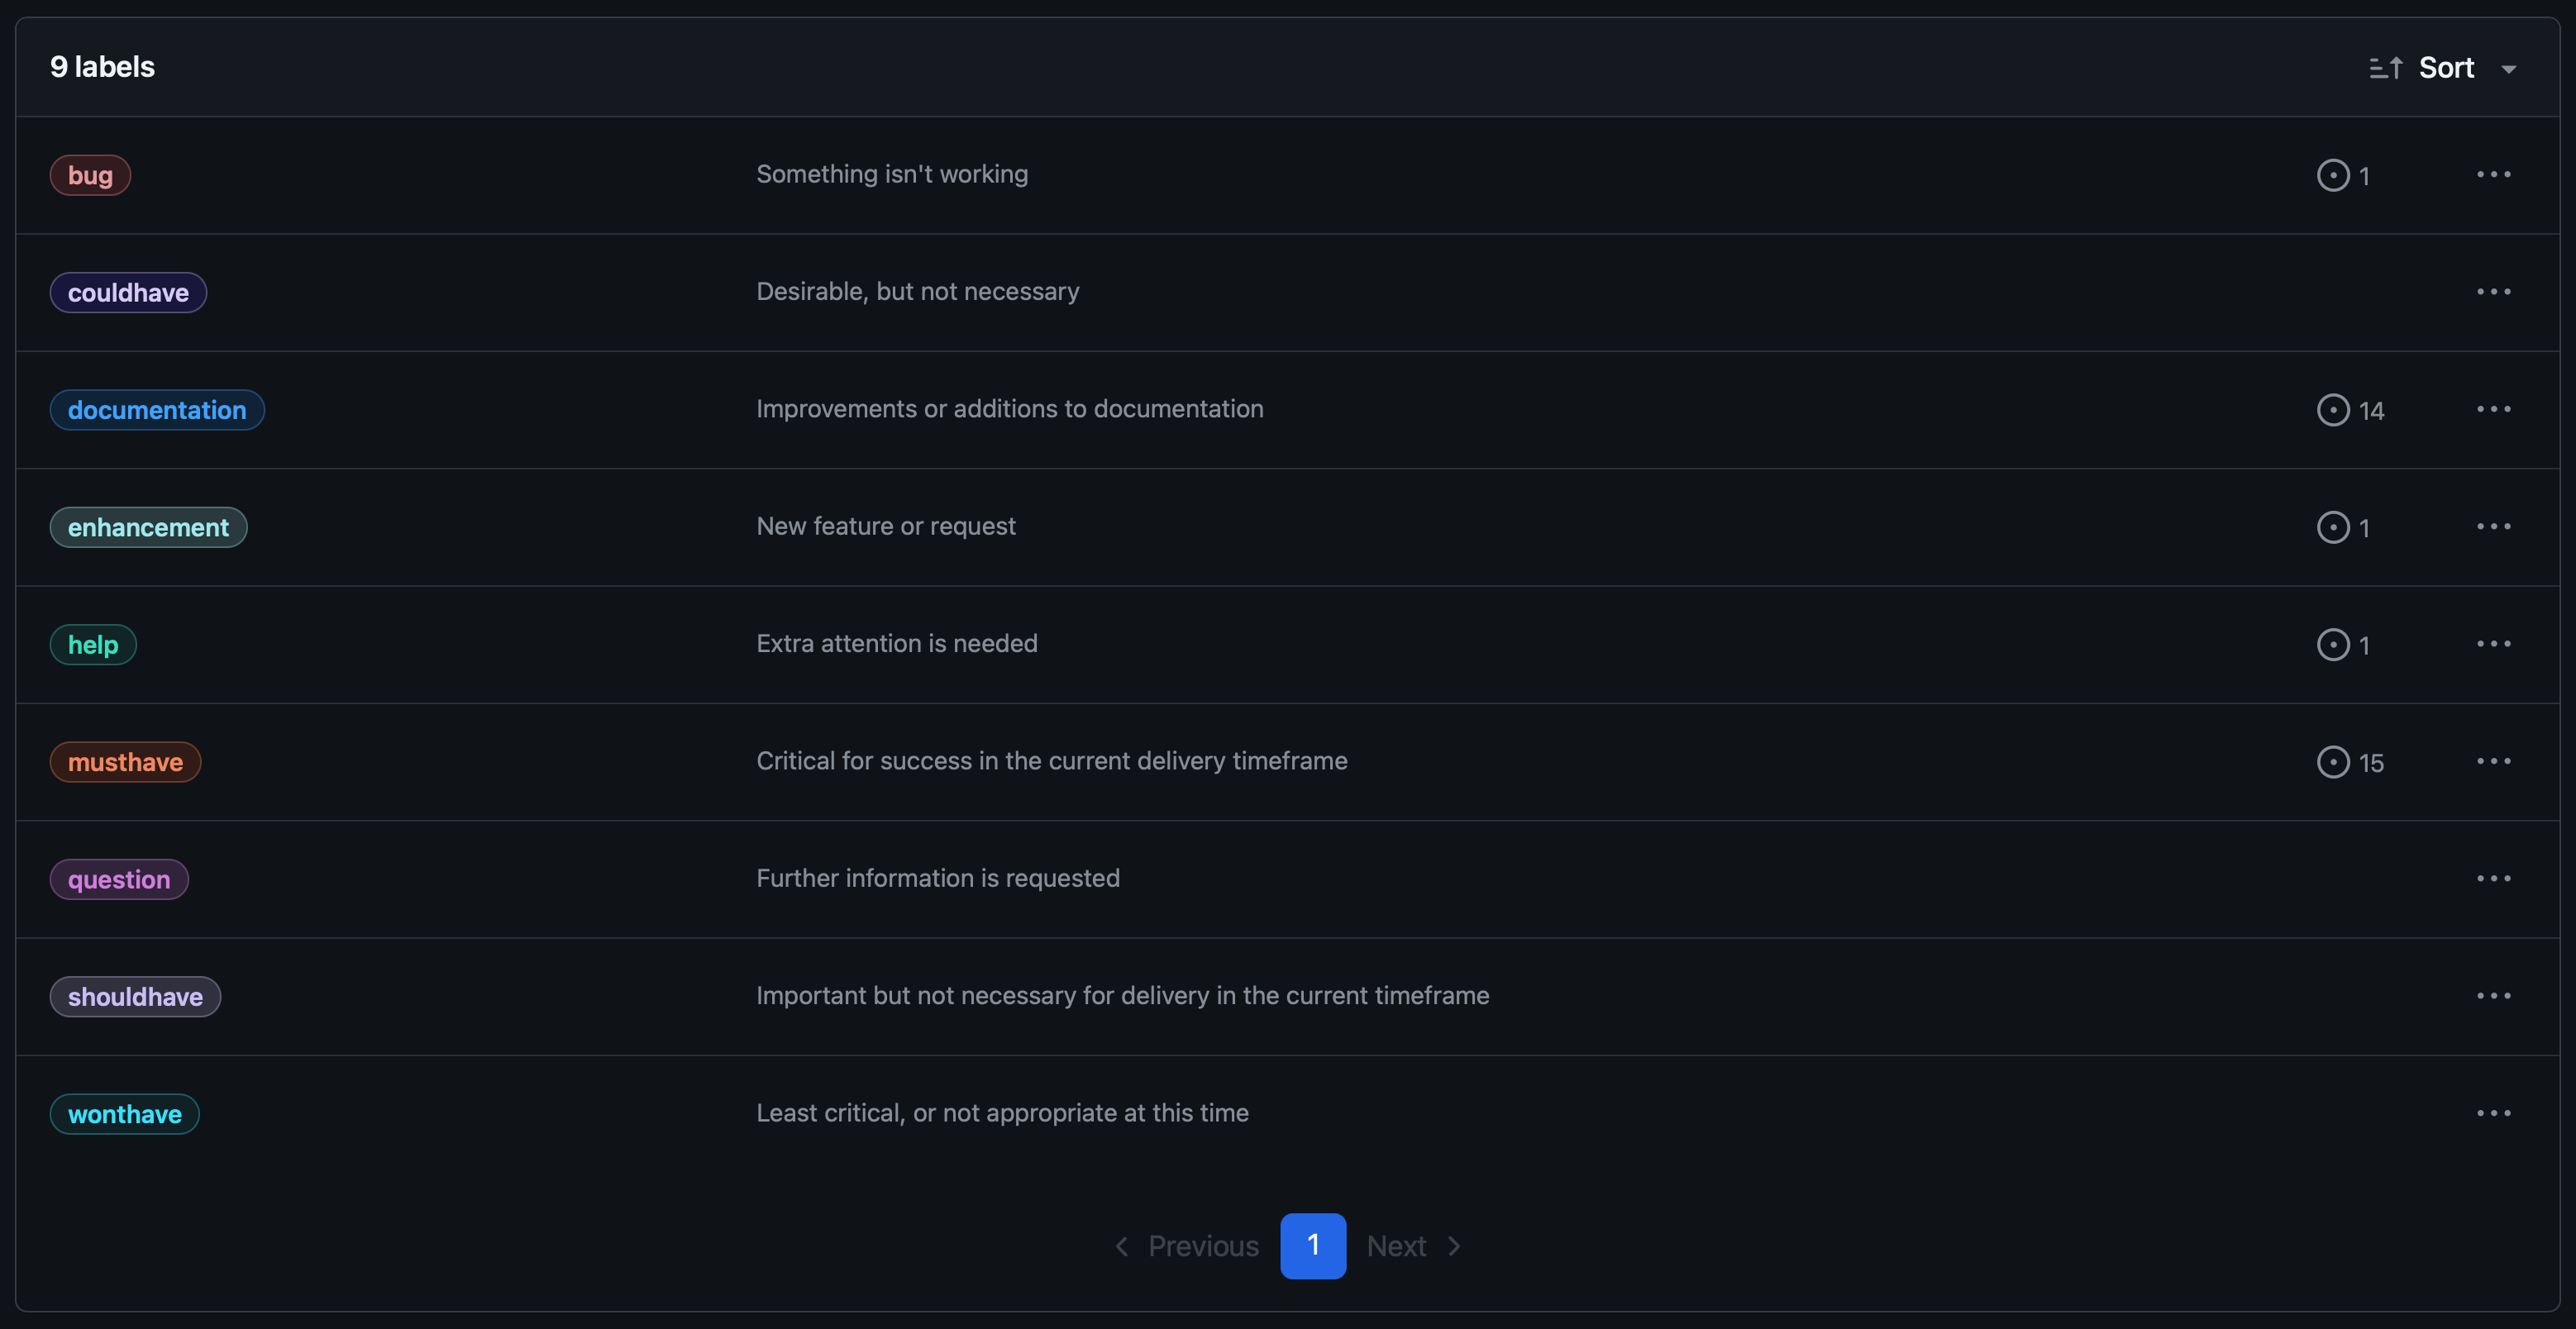 9 labels Sort
bug Something isn't working 1
couldhave Desirable, but not necessary
documentation Improvements or additions to documentation 14
enhancement New feature or request 1
help Extra attention is needed 1
musthave Critical for success in the current delivery timeframe 15
question Further information is requested
shouldhave Important but not necessary for delivery in the current timeframe
wonthave Least critical, or not appropriate at this time
Previous 1 Next